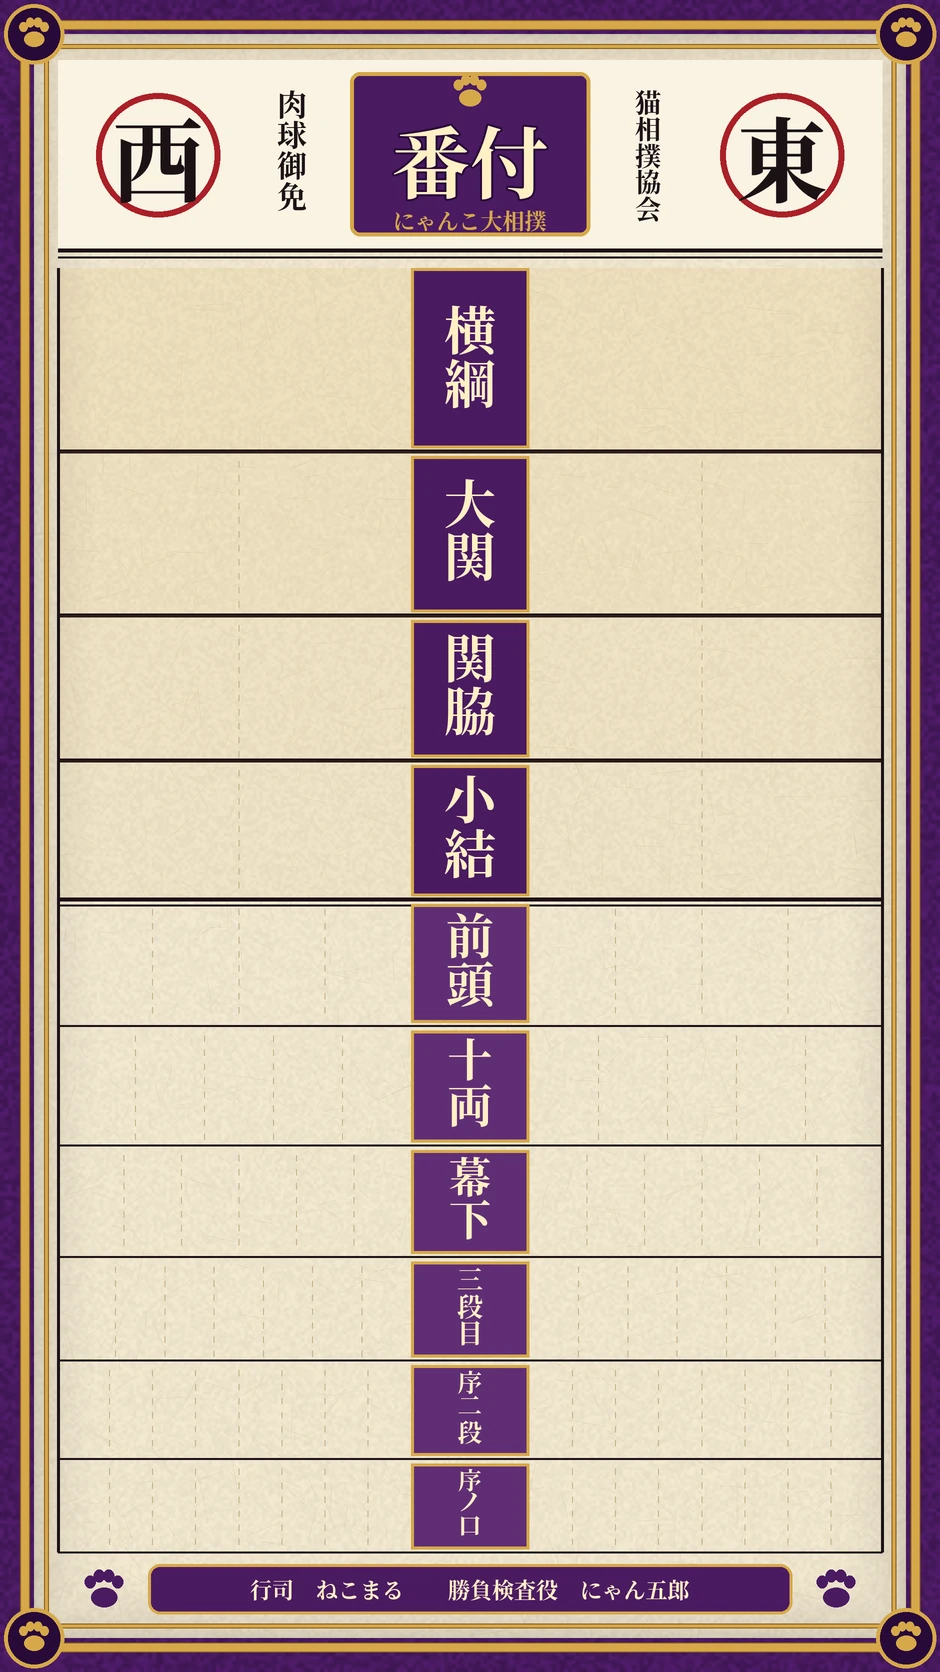 東
猫相撲協会
番付
にゃんこ大相撲
肉球御免
西
横綱
大関
関脇
小結
前頭
十両
幕下
三段目
序二段
序ノ口
行司　ねこまる　　勝負検査役　にゃん五郎